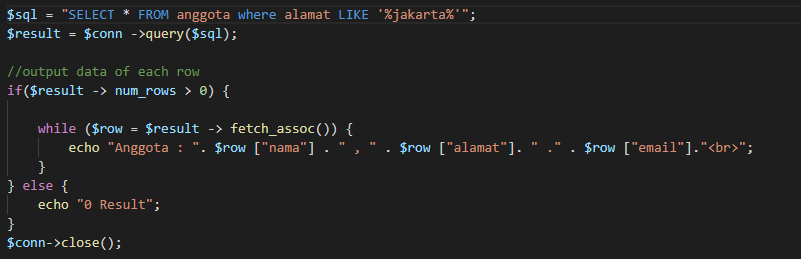 $sql = "SELECT * FROM anggota where alamat LIKE '%jakarta%'";
$result = $conn ->query($sql);
//output data of each row
if($result -> num_rows > 0) {
while ($row = $result -> fetch_assoc()) {
echo "Anggota : ". $row ["nama"] . " , " . $row ["alamat"]. " ." . $row ["email"]."<br>";
}
} else {
echo "0 Result";
}
$conn->close();